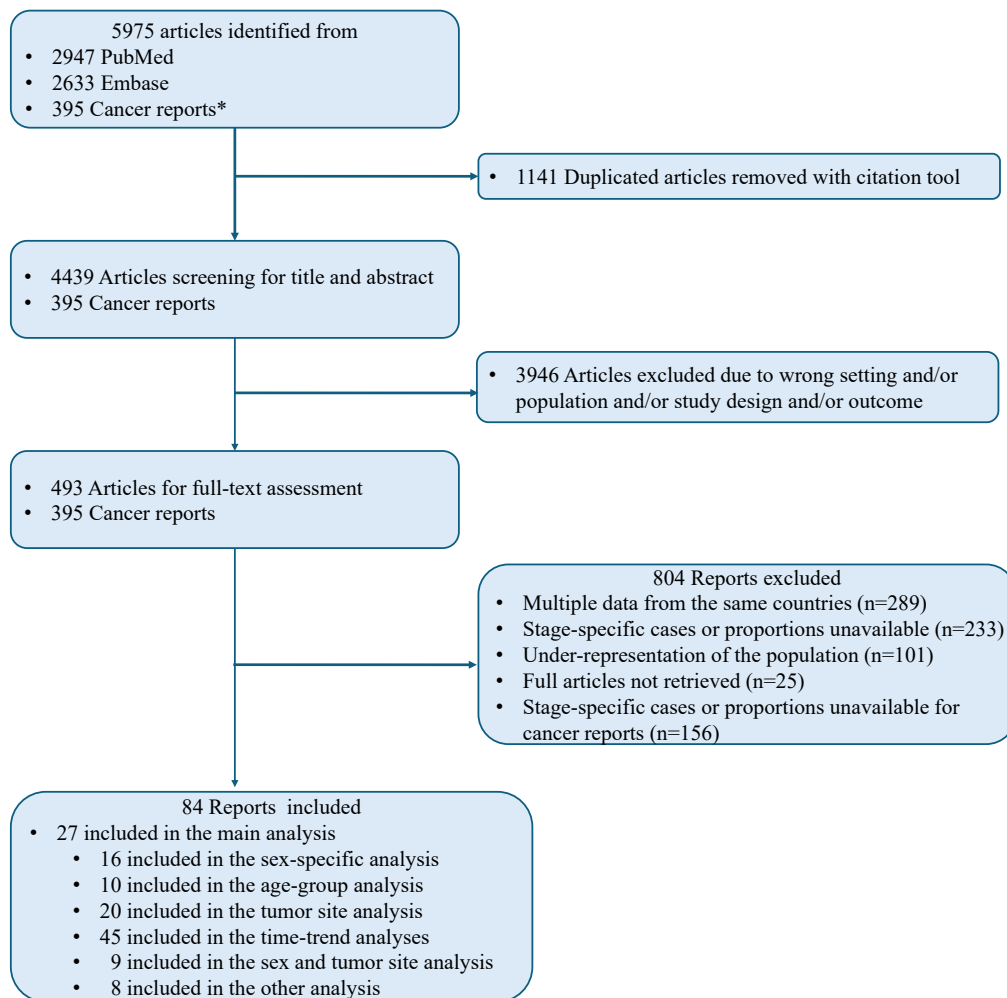 5975 articles identified from
• 2947 PubMed
• 2633 Embase
• 395 Cancer reports*
• 1141 Duplicated articles removed with citation tool
• 4439 Articles screening for title and abstract
• 395 Cancer reports
• 3946 Articles excluded due to wrong setting and/or
population and/or study design and/or outcome
• 493 Articles for full-text assessment
• 395 Cancer reports
804 Reports excluded
• Multiple data from the same countries (n=289)
• Stage-specific cases or proportions unavailable (n=233)
• Under-representation of the population (n=101)
• Full articles not retrieved (n=25)
• Stage-specific cases or proportions unavailable for
cancer reports (n=156)
84 Reports included
• 27 included in the main analysis
• 16 included in the sex-specific analysis
• 10 included in the age-group analysis
• 20 included in the tumor site analysis
• 45 included in the time-trend analyses
• 9 included in the sex and tumor site analysis
• 8 included in the other analysis